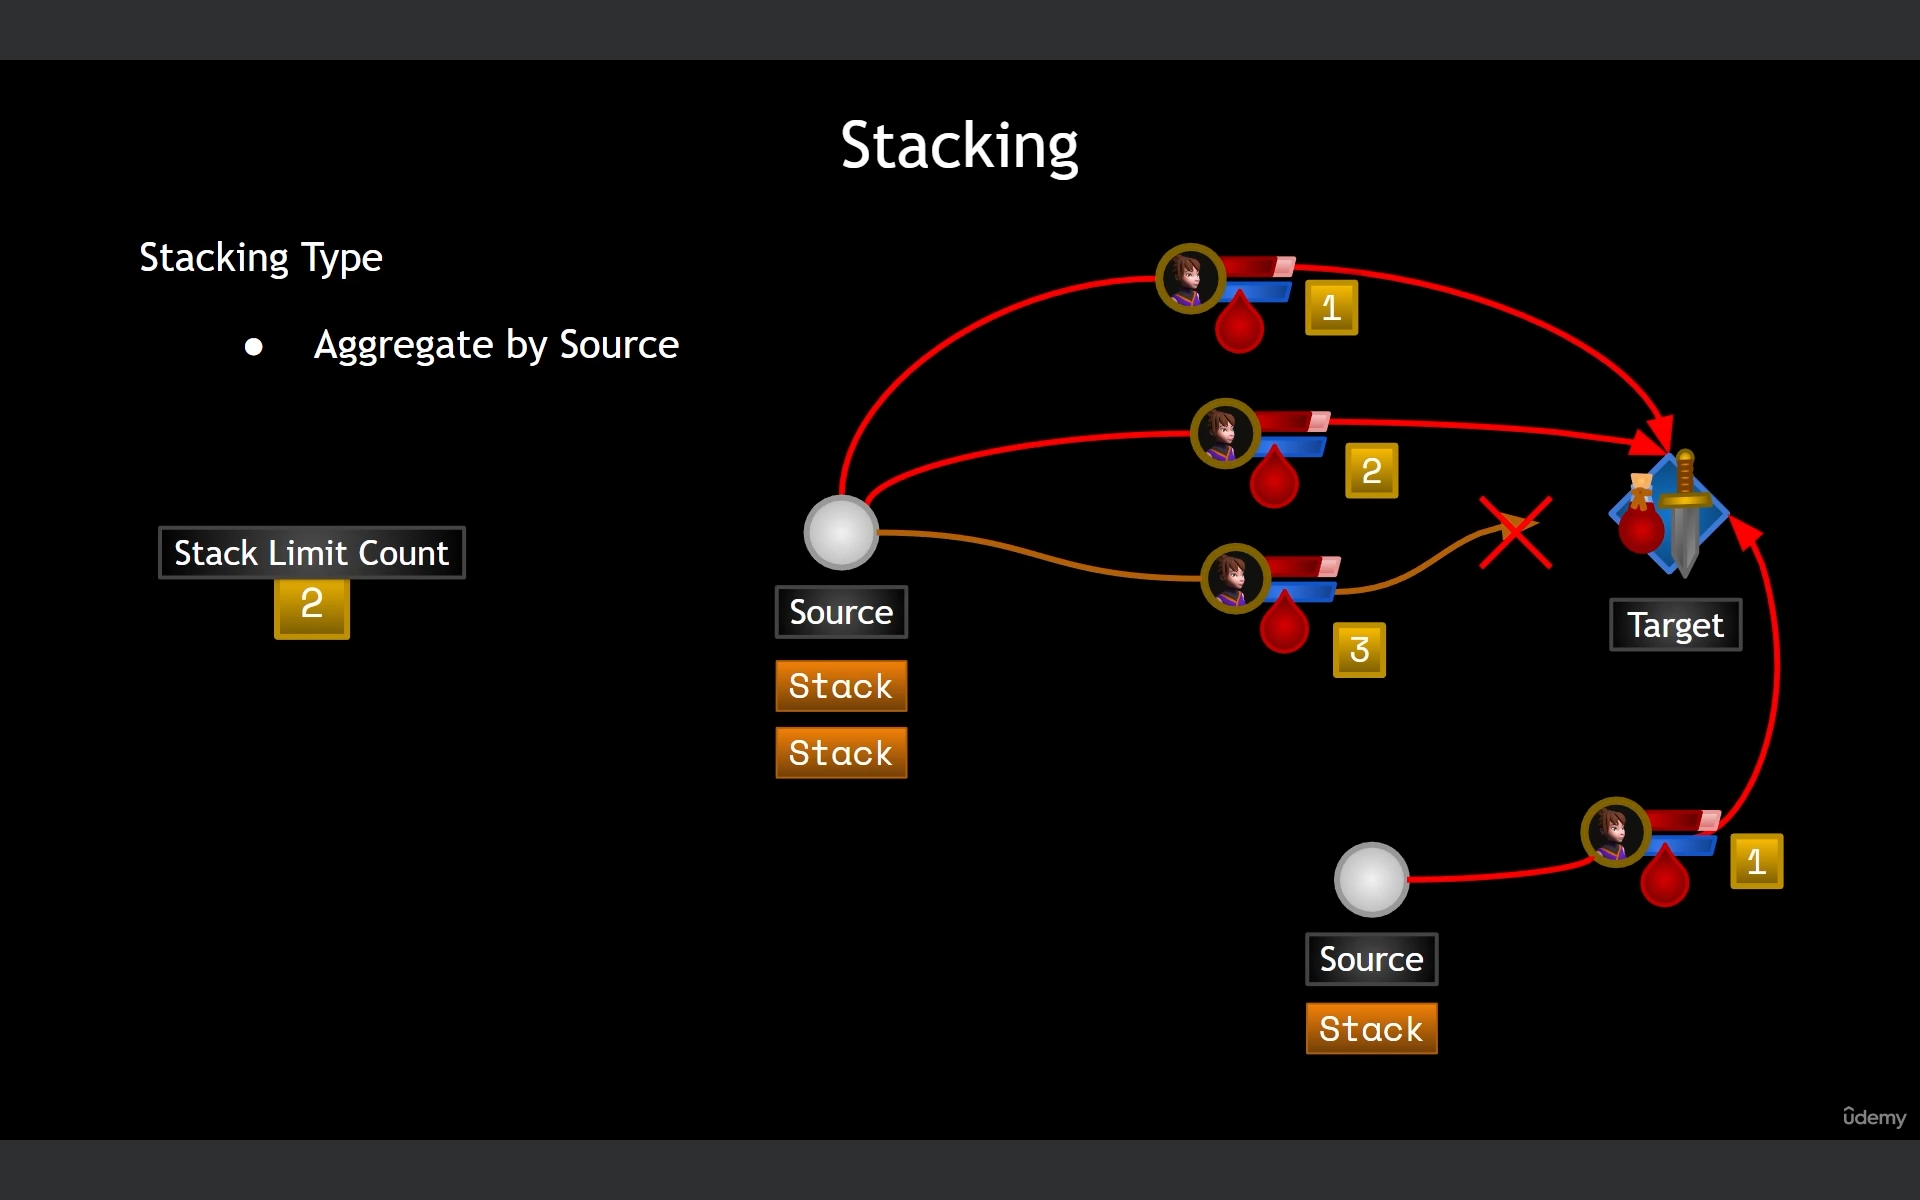 Stacking
Stacking Type
● Aggregate by Source
1
2
Stack Limit Count
2
Source
3
Target
Stack
Stack
1
Source
Stack
ûdemy